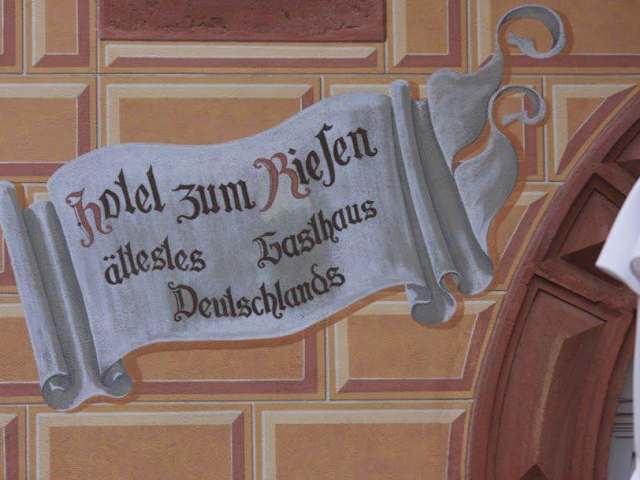 Hotel zum Rieſen
ältestes Gasthaus
Deutschlands